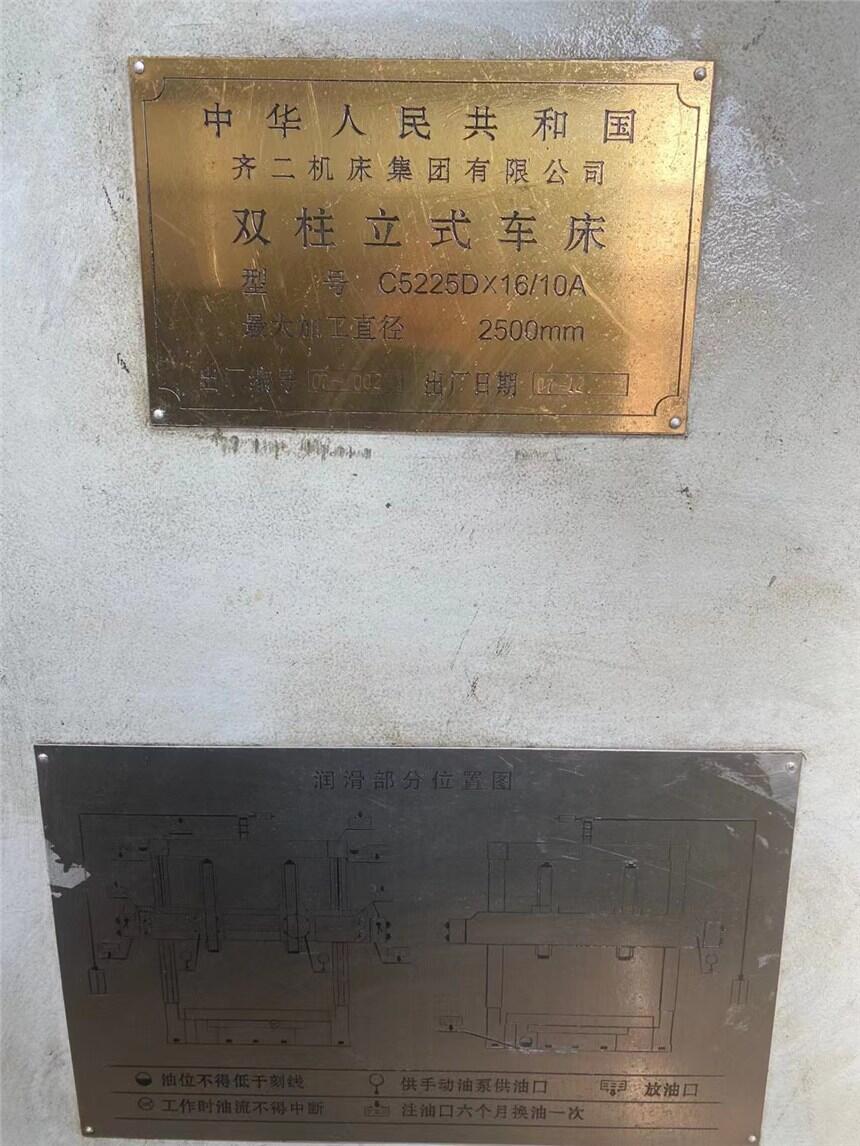 中华人民共和国
齐二机床集团有限公司
双柱立式车床
型号 C5225DX16/10A
最大加工直径 2500mm
出厂编号 出厂日期
润滑部分位置图
油位不得低于刻线 供手动油泵供油口 放油口
工作时油流不得中断 注油口六个月换油一次